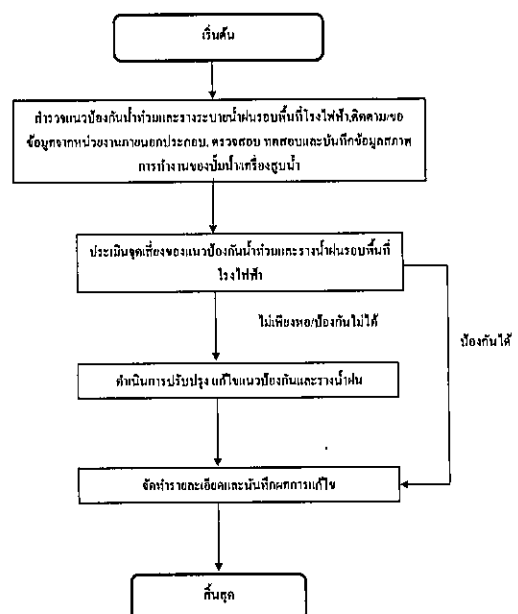 เริ่มต้น
สำรวจแนวป้องกันน้ำท่วมและรางระบายน้ำฝนรอบพื้นที่โรงไฟฟ้า,ติดตาม/ขอ
ข้อมูลจากหน่วยงานภายนอกประกอบ, ตรวจสอบ ทดสอบและบันทึกข้อมูลสภาพ
การทำงานของปั๊มน้ำ/เครื่องสูบน้ำ
ประเมินจุดเสี่ยงของแนวป้องกันน้ำท่วมและรางน้ำฝนรอบพื้นที่
โรงไฟฟ้า
ไม่เพียงพอ/ป้องกันไม่ได้
ป้องกันได้
ดำเนินการปรับปรุง แก้ไขแนวป้องกันและรางน้ำฝน
จัดทำรายละเอียดและบันทึกผลการแก้ไข
สิ้นสุด